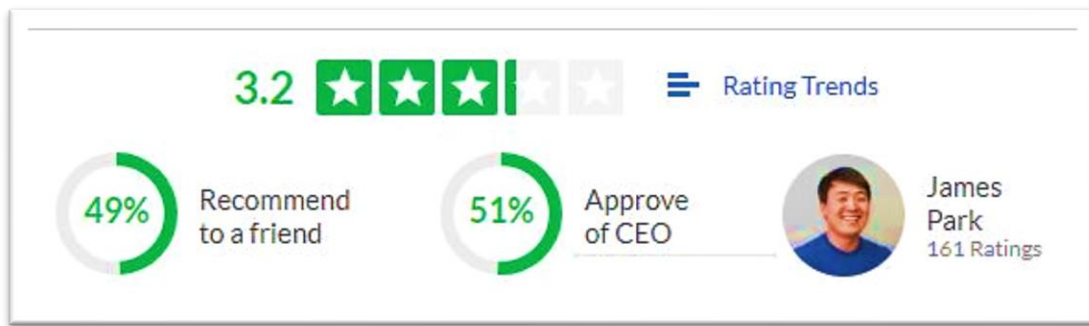 3.2
Rating Trends
49%
Recommend
to a friend
51%
Approve
of CEO
James
Park
161 Ratings